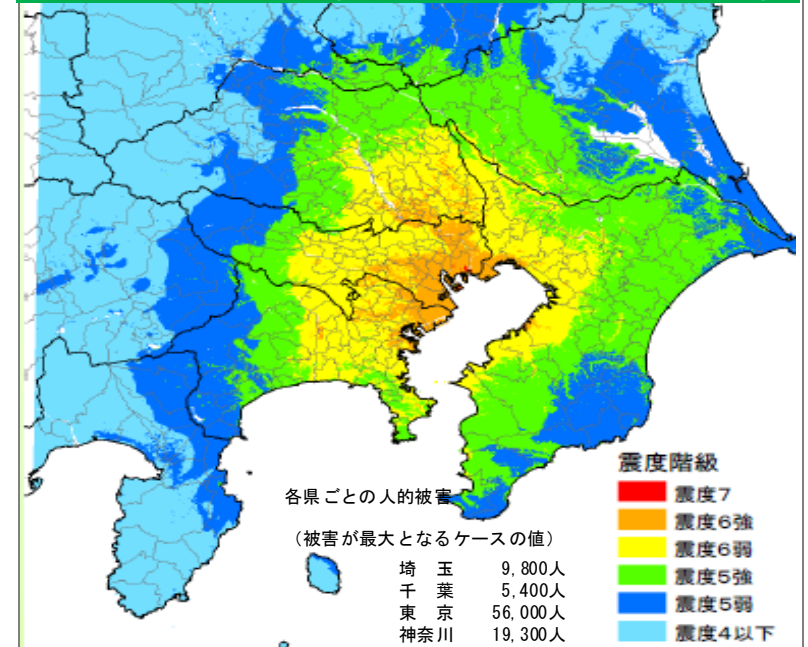 各県ごとの人的被害
（被害が最大となるケースの値）
埼　玉　9,800人
千　葉　5,400人
東　京　56,000人
神奈川　19,300人
震度階級
震度7
震度6強
震度6弱
震度5強
震度5弱
震度4以下